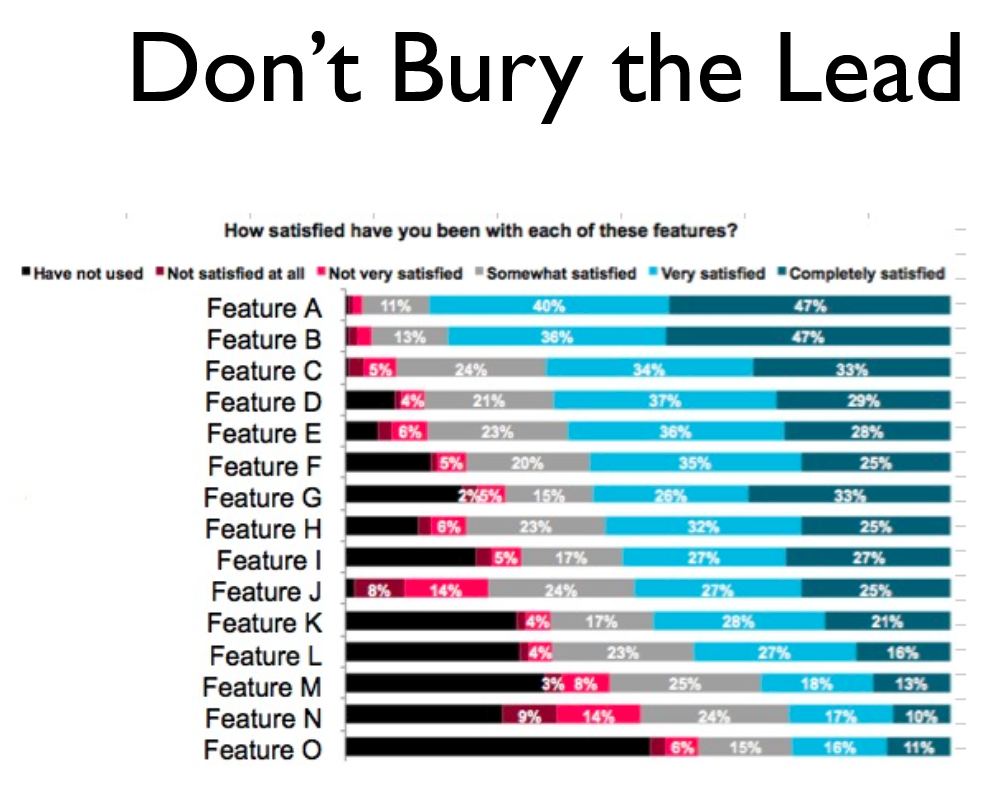 Don't Bury the Lead
How satisfied have you been with each of these features?
Have not used Not satisfied at all Not very satisfied Somewhat satisfied Very satisfied Completely satisfied
Feature A 11% 40% 47%
Feature B 13% 36% 47%
Feature C 5% 24% 34% 33%
Feature D 4% 21% 37% 29%
Feature E 6% 23% 36% 28%
Feature F 5% 20% 35% 25%
Feature G 2% 5% 15% 26% 33%
Feature H 6% 23% 32% 25%
Feature I 5% 17% 27% 27%
Feature J 8% 14% 24% 27% 25%
Feature K 4% 17% 28% 21%
Feature L 4% 23% 27% 16%
Feature M 3% 8% 25% 18% 13%
Feature N 9% 14% 24% 17% 10%
Feature O 6% 15% 16% 11%